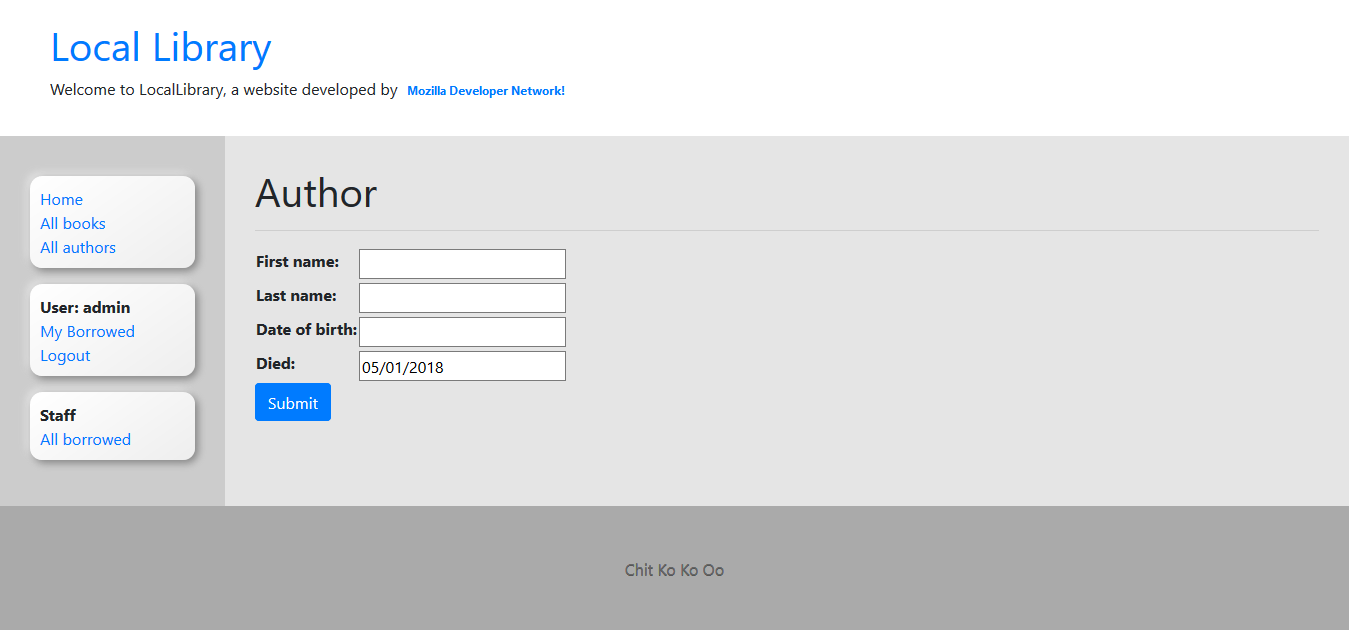 Local Library
Welcome to LocalLibrary, a website developed by Mozilla Developer Network!
Home
All books
All authors
User: admin
My Borrowed
Logout
Staff
All borrowed
Author
First name:
Last name:
Date of birth:
Died: 05/01/2018
Submit
Chit Ko Ko Oo